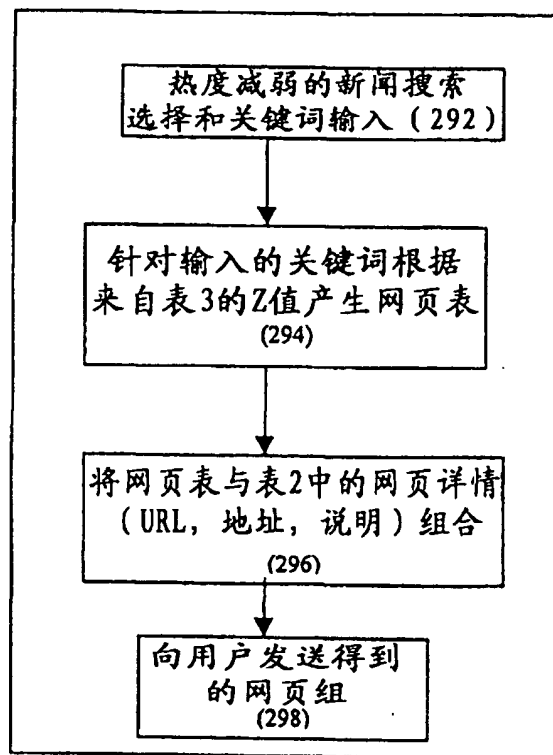 热度减弱的新闻搜索
选择和关键词输入（292）
针对输入的关键词根据
来自表3的Z值产生网页表
(294)
将网页表与表2中的网页详情
（URL，地址，说明）组合
(296)
向用户发送得到
的网页组
(298)